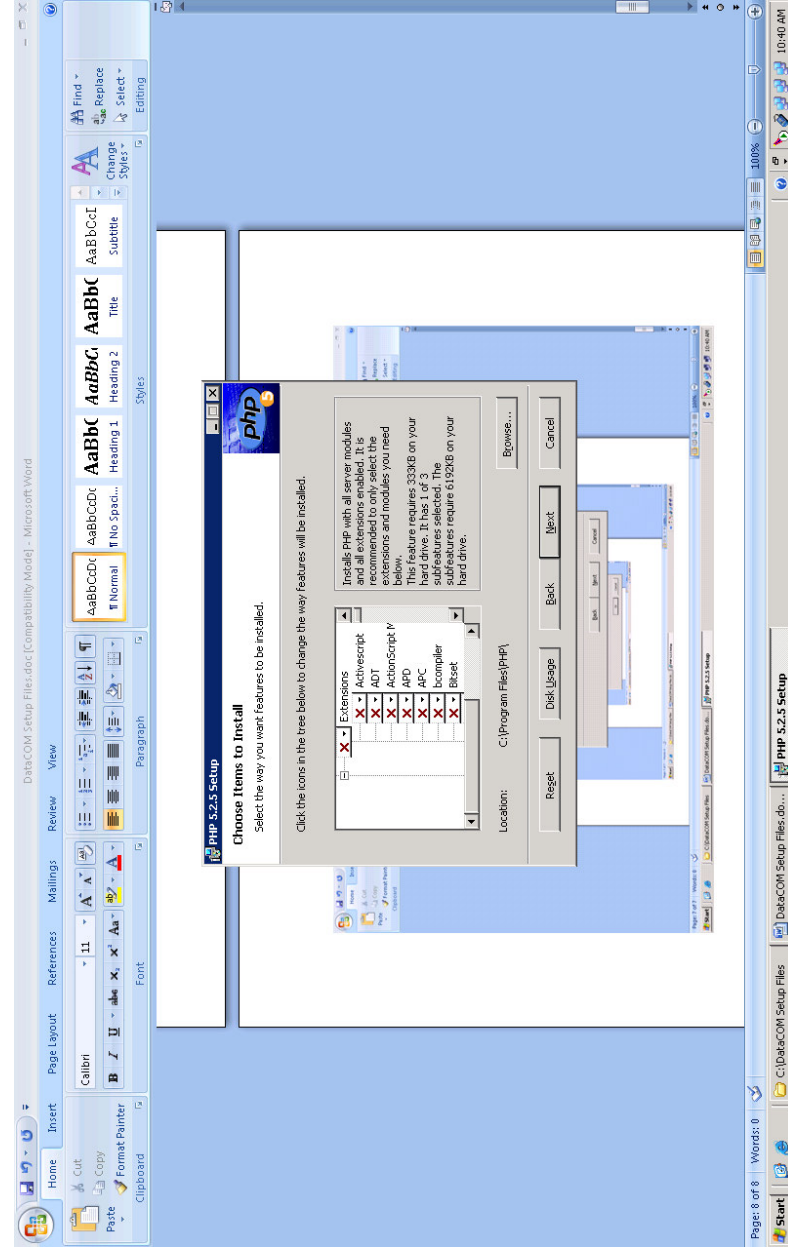 DataCOM Setup Files.doc [Compatibility Mode] - Microsoft Word
Home Insert Page Layout References Mailings Review View
Paste
Cut
Copy
Format Painter
Clipboard
Calibri 11
Font
Paragraph
AaBbCcDc AaBbCcDc AaBbC AaBbC AaBbC AaBbCcI
¶ Normal ¶ No Spaci... Heading 1 Heading 2 Title Subtitle
Change
Styles
Styles
Find
Replace
Select
Editing
PHP 5.2.5 Setup
Choose Items to Install
Select the way you want features to be installed.
php 5
Click the icons in the tree below to change the way features will be installed.
Extensions
Activescript
ADT
ActionScript
APD
APC
bcompiler
Bitset
Installs PHP with all server modules
and all extensions enabled. It is
recommended to only select the
extensions and modules you need
below.
This feature requires 333KB on your
hard drive. It has 1 of 3
subfeatures selected. The
subfeatures require 6192KB on your
hard drive.
Location: C:\Program Files\PHP\
Browse...
Reset Disk Usage Back Next Cancel
Page: 8 of 8 Words: 0 100%
Start C:\DataCOM Setup Files DataCOM Setup Files.do... PHP 5.2.5 Setup 10:40 AM